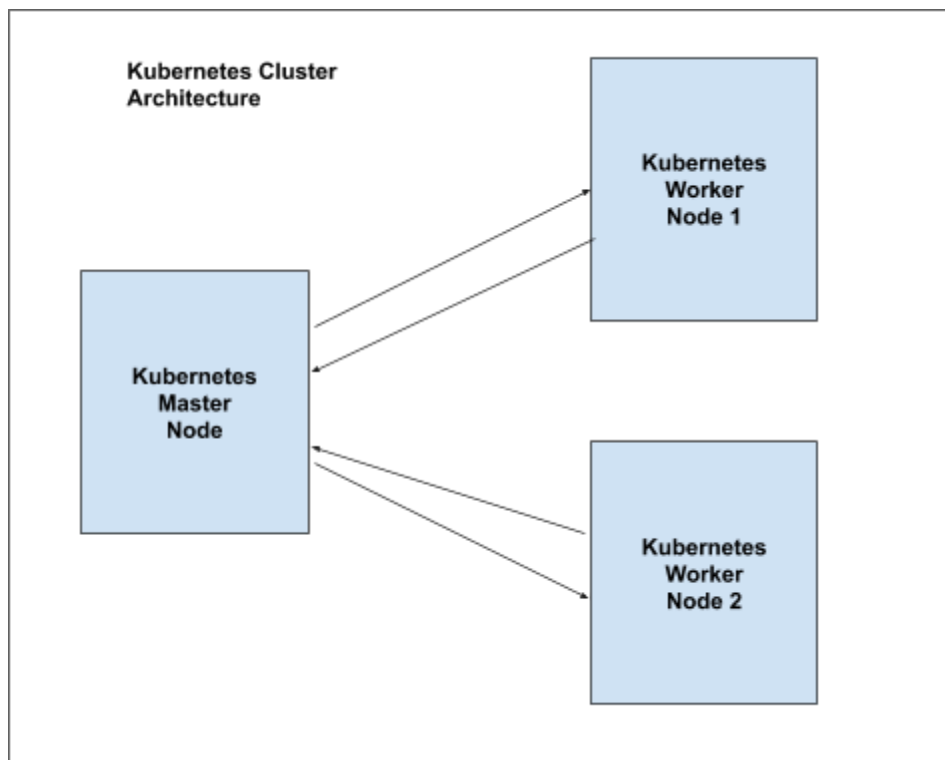 Kubernetes Cluster
Architecture
Kubernetes
Worker
Node 1
Kubernetes
Master
Node
Kubernetes
Worker
Node 2